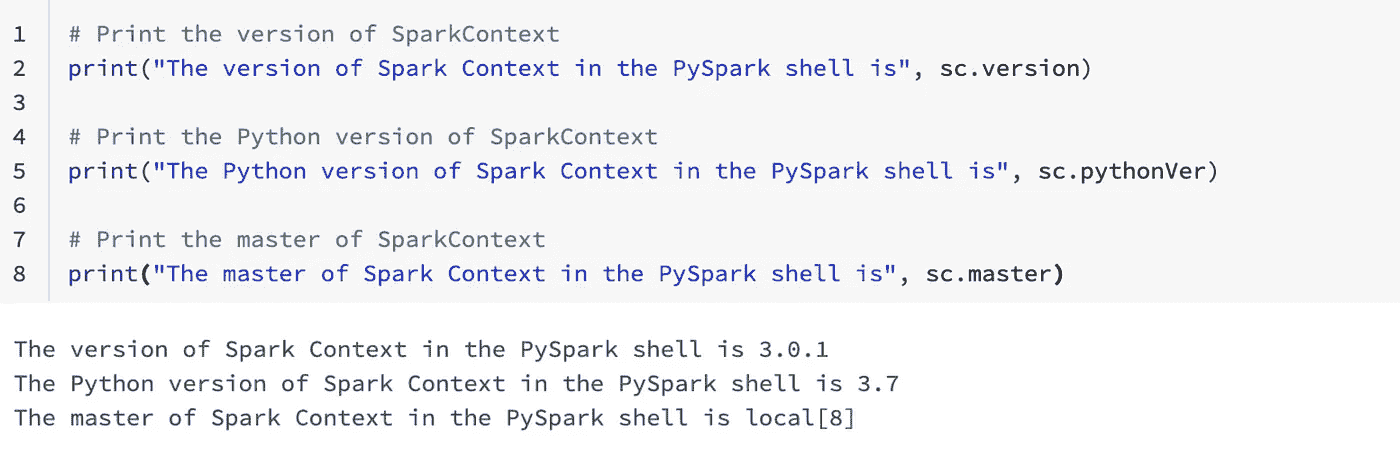 1 # Print the version of SparkContext
2 print("The version of Spark Context in the PySpark shell is", sc.version)
3
4 # Print the Python version of SparkContext
5 print("The Python version of Spark Context in the PySpark shell is", sc.pythonVer)
6
7 # Print the master of SparkContext
8 print("The master of Spark Context in the PySpark shell is", sc.master)
The version of Spark Context in the PySpark shell is 3.0.1
The Python version of Spark Context in the PySpark shell is 3.7
The master of Spark Context in the PySpark shell is local[8]